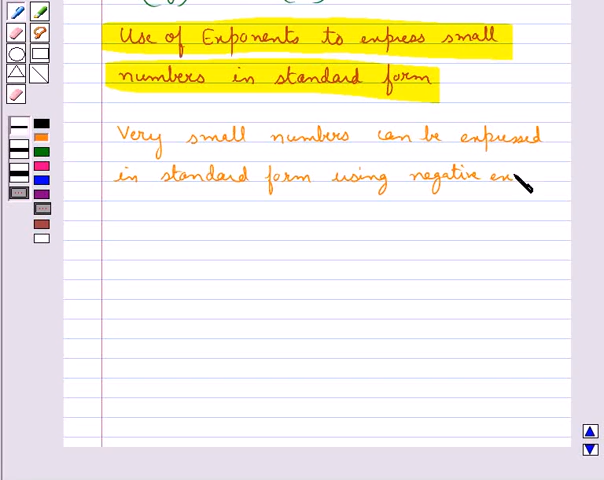 Use of Exponents to express small
numbers in standard form
Very small numbers can be expressed
in standard form using negative ex